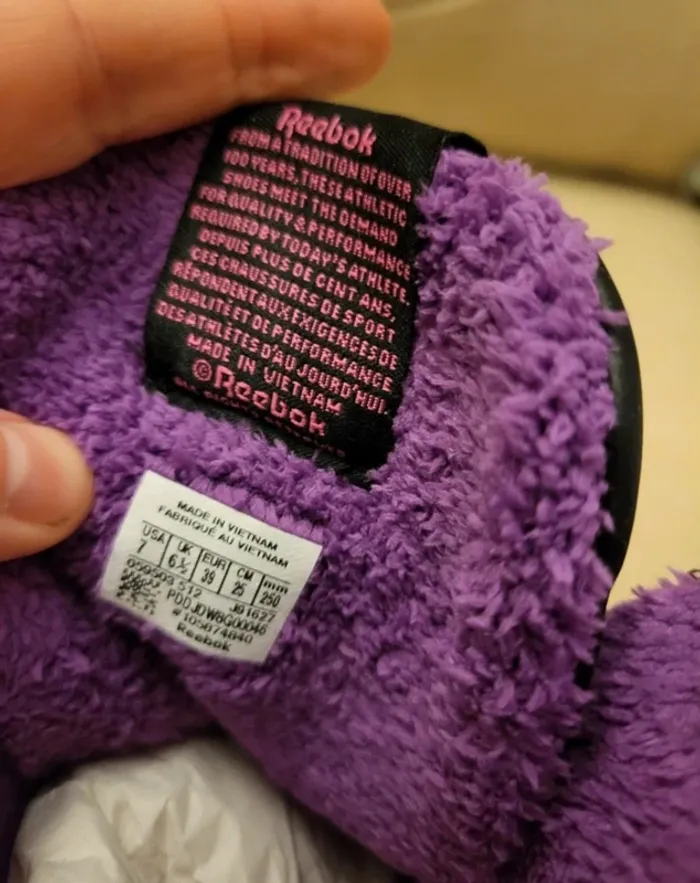 Reebok
FROM A TRADITION OF OVER
100 YEARS, THESE ATHLETIC
SHOES MEET THE DEMAND
FOR QUALITY & PERFORMANCE
REQUIRED BY TODAY'S ATHLETE.
DEPUIS PLUS DE CENT ANS,
CES CHAUSSURES DE SPORT
RÉPONDENT AUX EXIGENCES DE
QUALITÉ ET DE PERFORMANCE
DES ATHLÈTES D'AUJOURD'HUI.
MADE IN VIETNAM
©Reebok
MADE IN VIETNAM
FABRIQUÉ AU VIETNAM
USA UK EUR CM mm
7 6½ 39 25 250
J91627
#105874840
Reebok